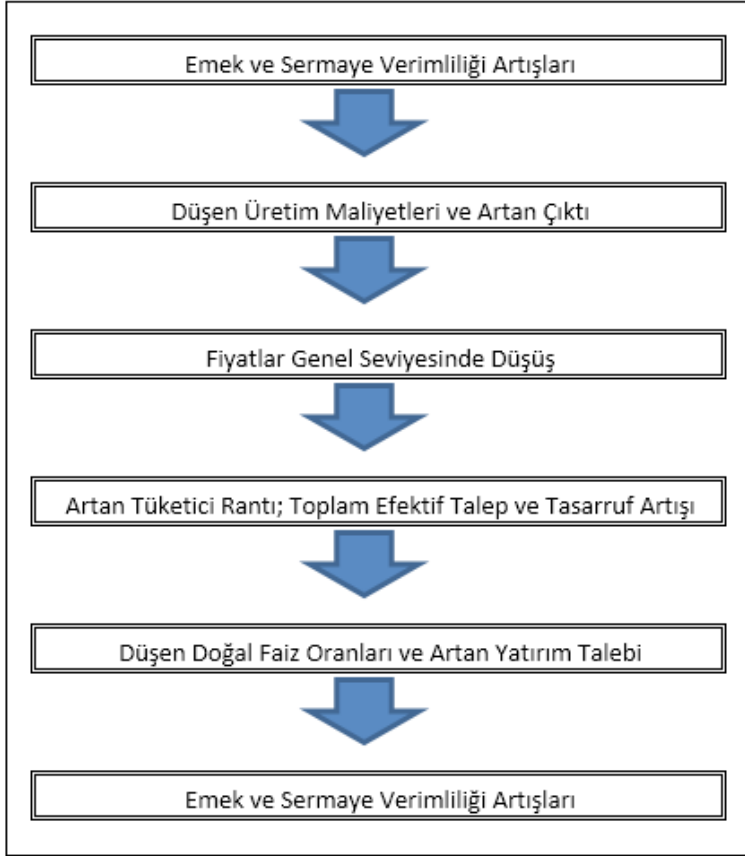 Emek ve Sermaye Verimliliği Artışları
Düşen Üretim Maliyetleri ve Artan Çıktı
Fiyatlar Genel Seviyesinde Düşüş
Artan Tüketici Rantı; Toplam Efektif Talep ve Tasarruf Artışı
Düşen Doğal Faiz Oranları ve Artan Yatırım Talebi
Emek ve Sermaye Verimliliği Artışları